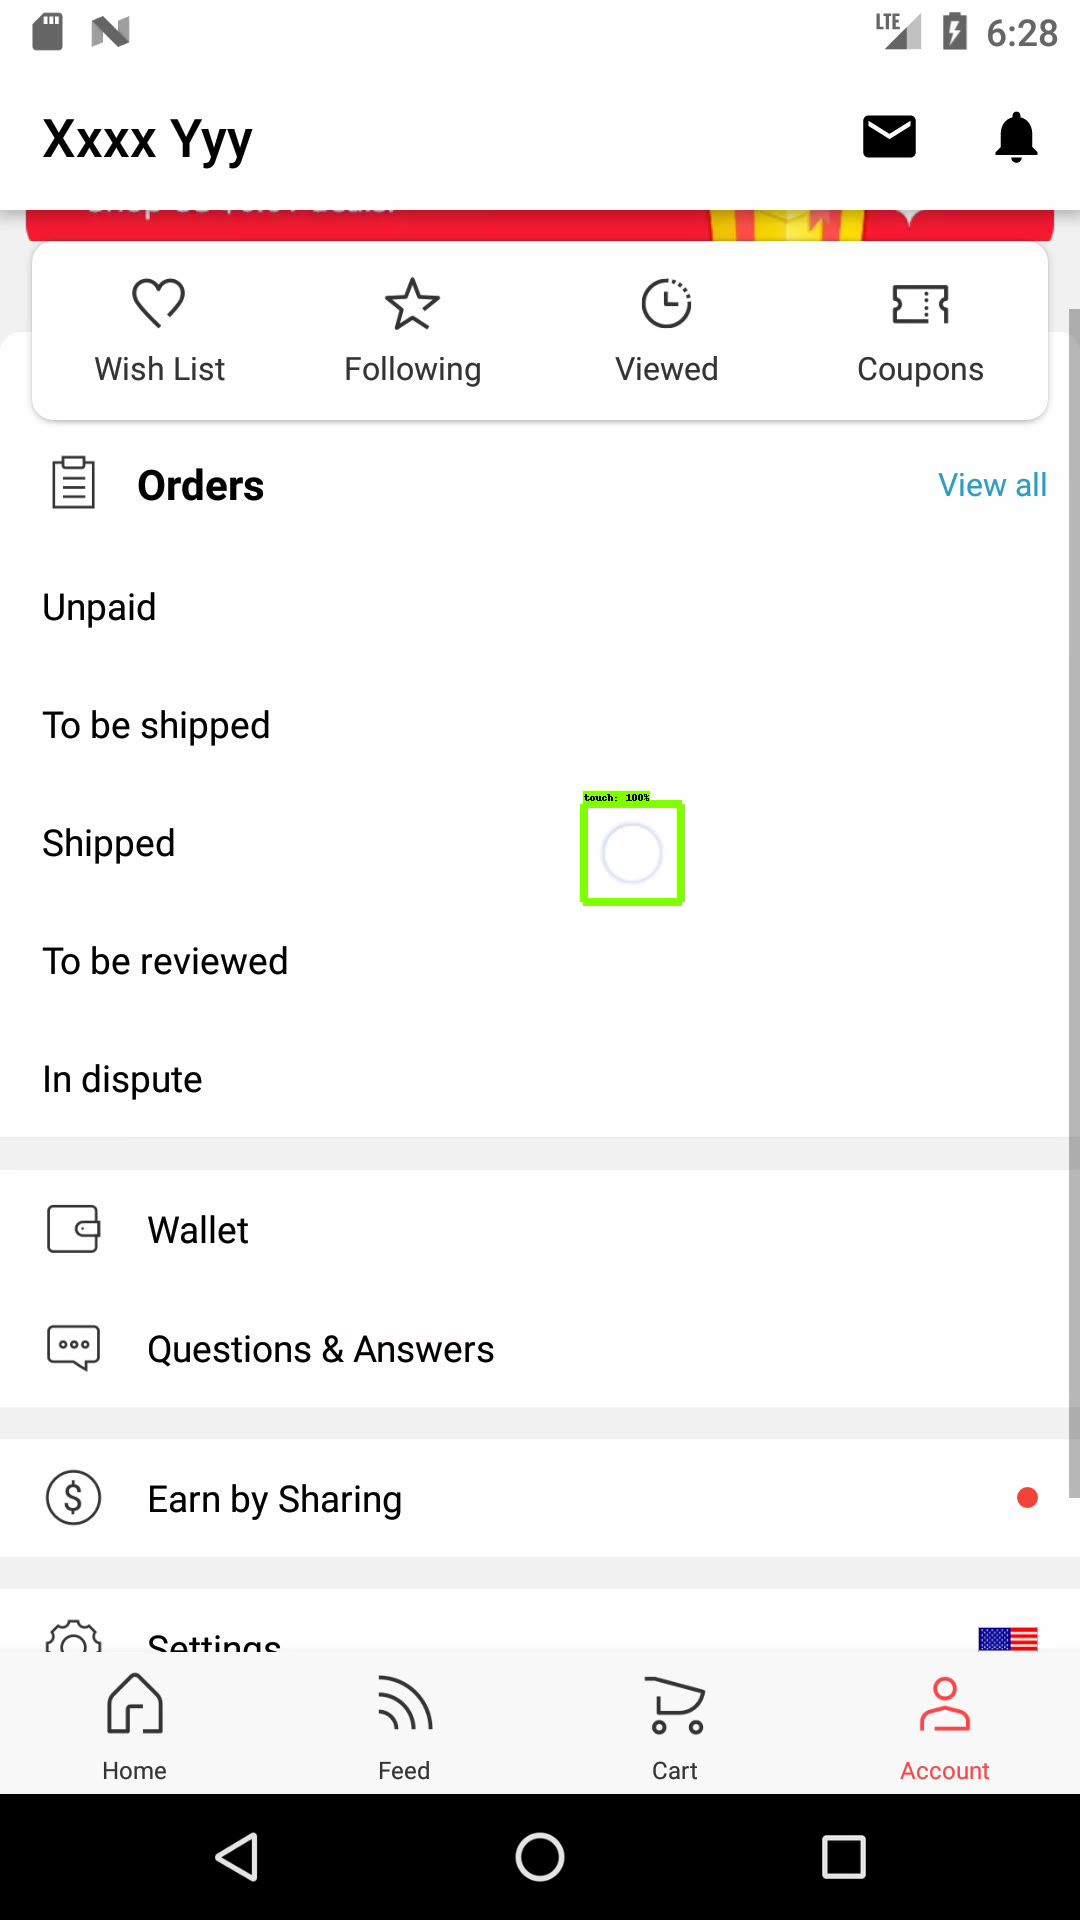 LTE 6:28
Xxxx Yyy
Wish List Following Viewed Coupons
Orders View all
Unpaid
To be shipped
touch: 100%
Shipped
To be reviewed
In dispute
Wallet
Questions & Answers
Earn by Sharing
Settings
Home Feed Cart Account